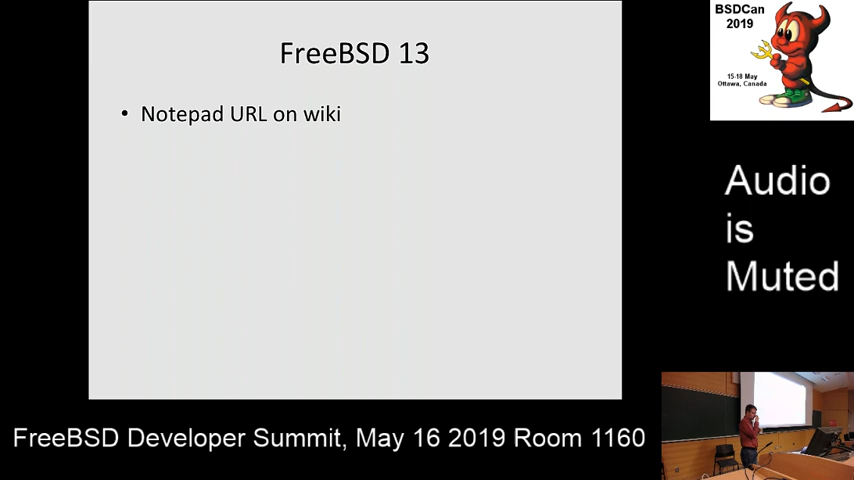 FreeBSD 13
• Notepad URL on wiki
BSDCan
2019
15-18 May
Ottawa, Canada
Audio
is
Muted
FreeBSD Developer Summit, May 16 2019 Room 1160